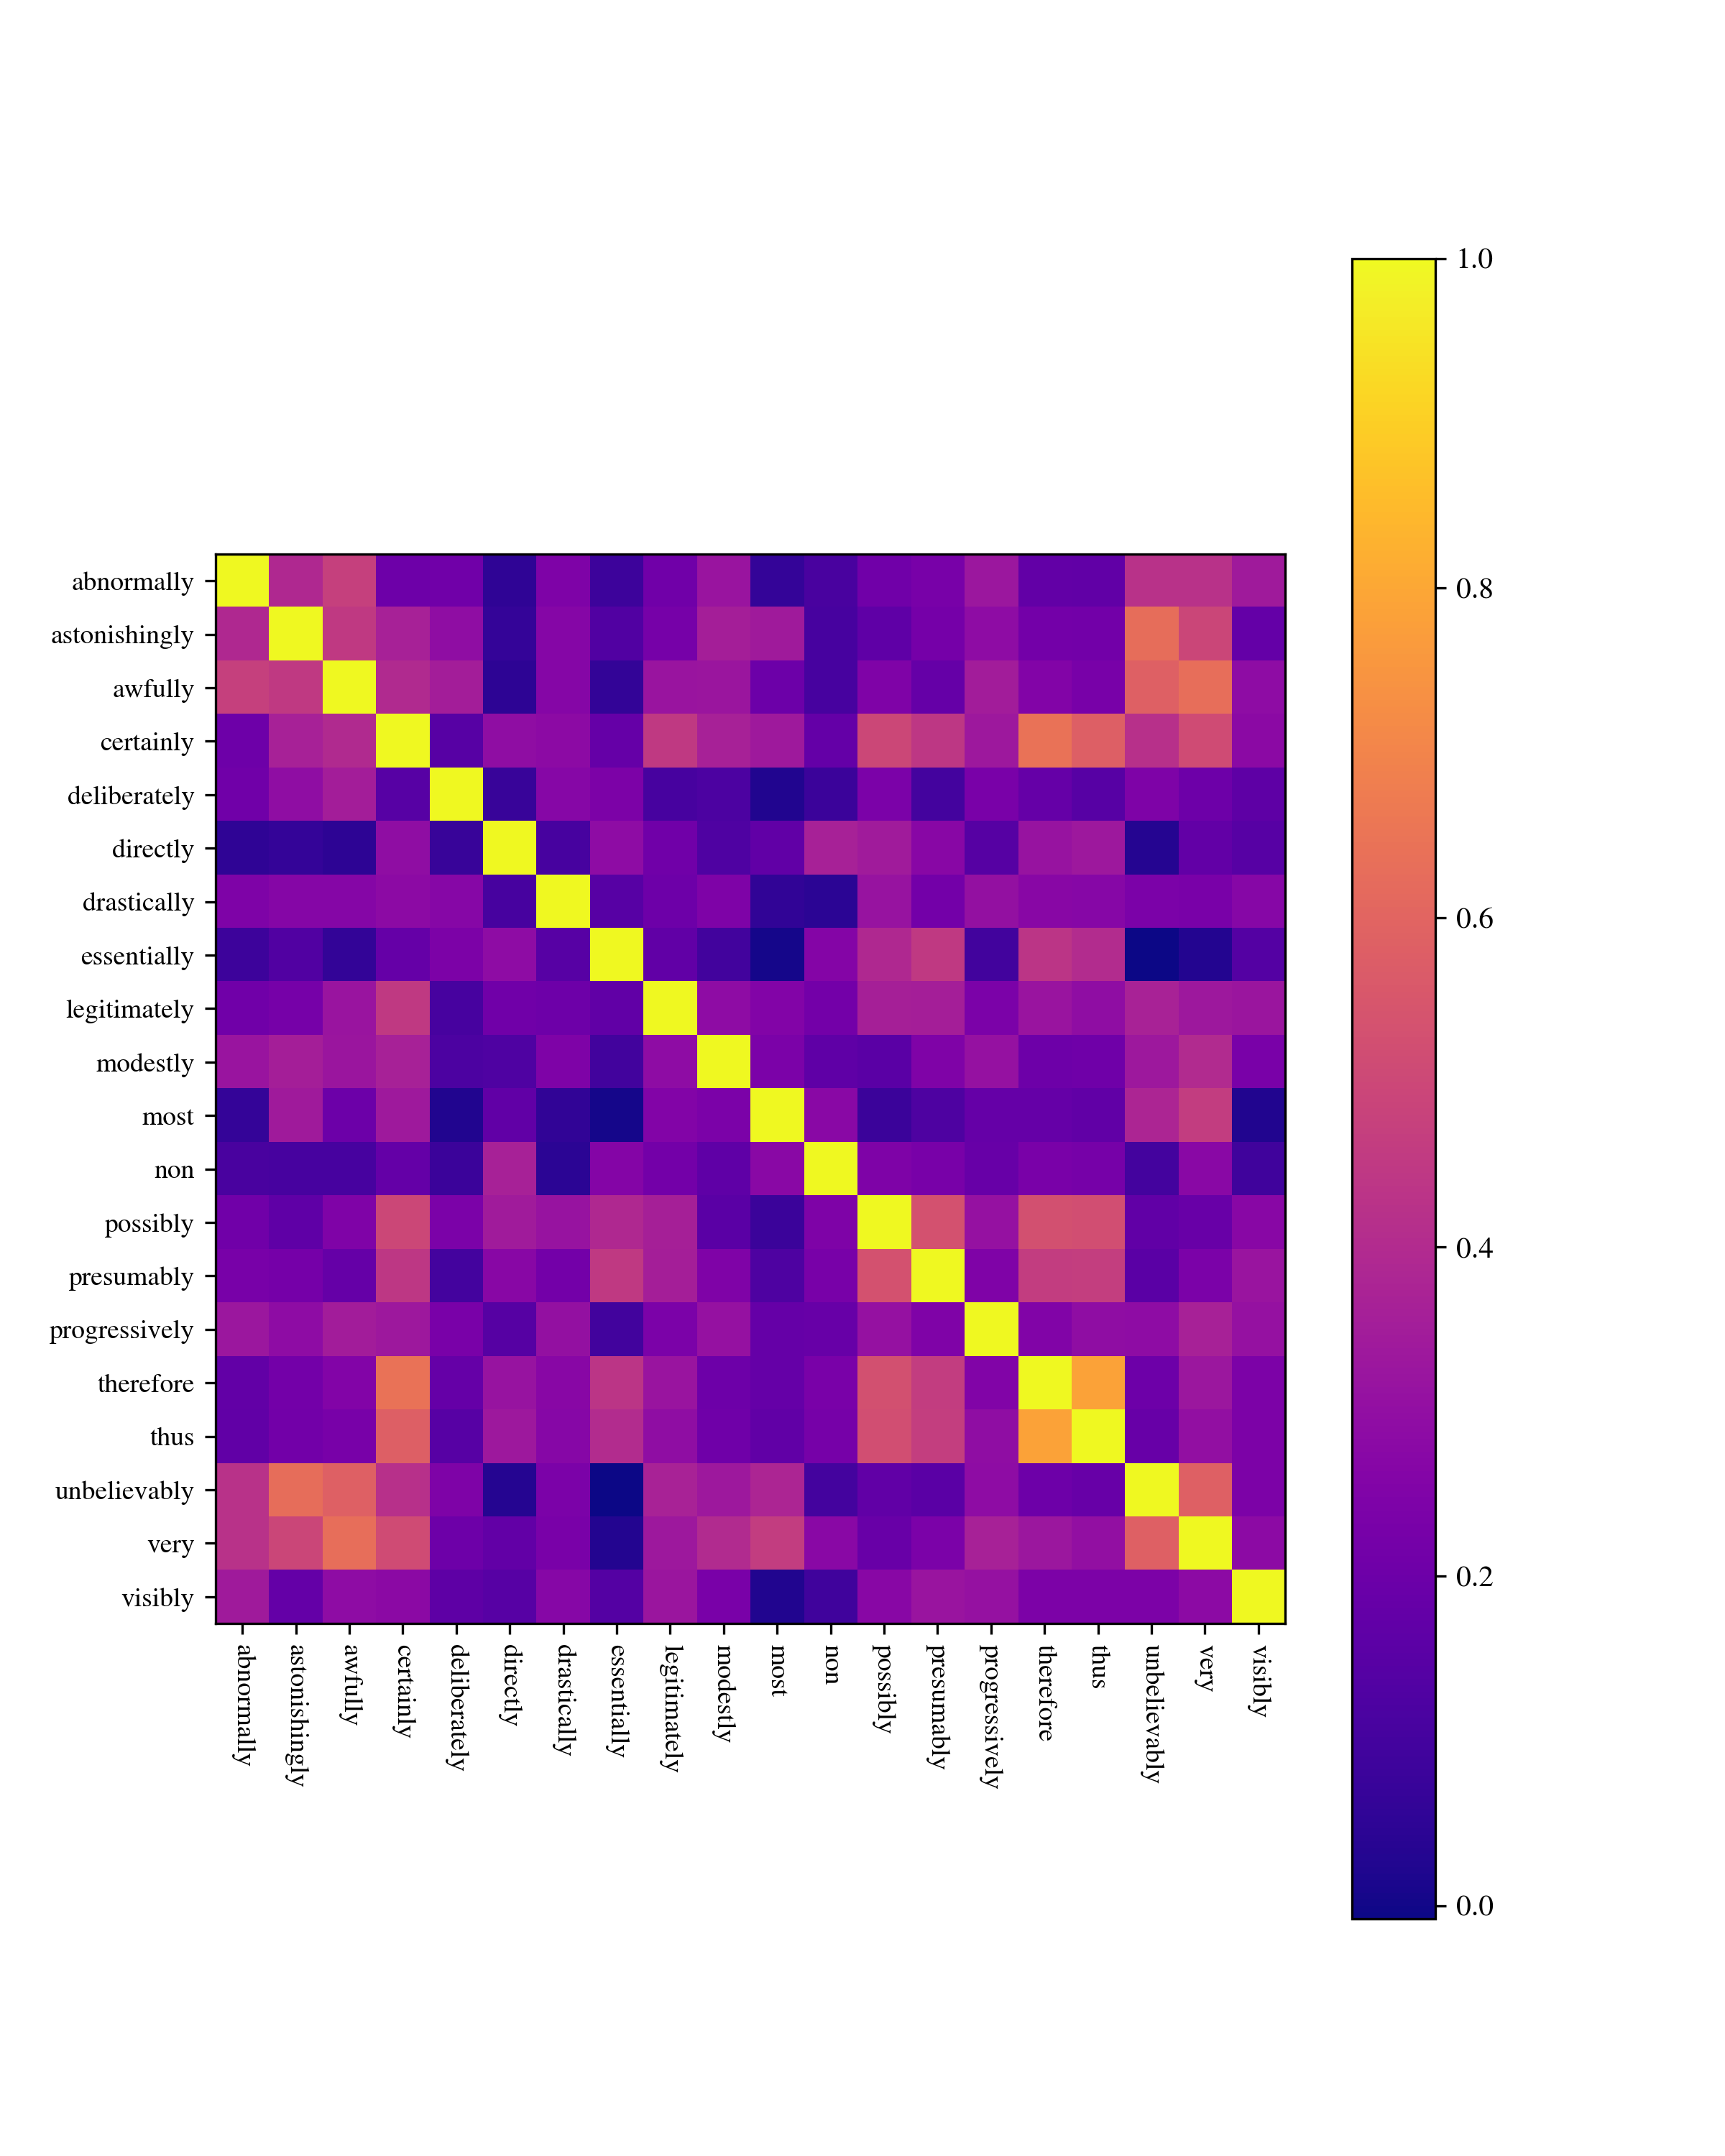 1.0
0.8
0.6
0.4
0.2
0.0
abnormally
astonishingly
awfully
certainly
deliberately
directly
drastically
essentially
legitimately
modestly
most
non
possibly
presumably
progressively
therefore
thus
unbelievably
very
visibly
abnormally
astonishingly
awfully
certainly
deliberately
directly
drastically
essentially
legitimately
modestly
most
non
possibly
presumably
progressively
therefore
thus
unbelievably
very
visibly